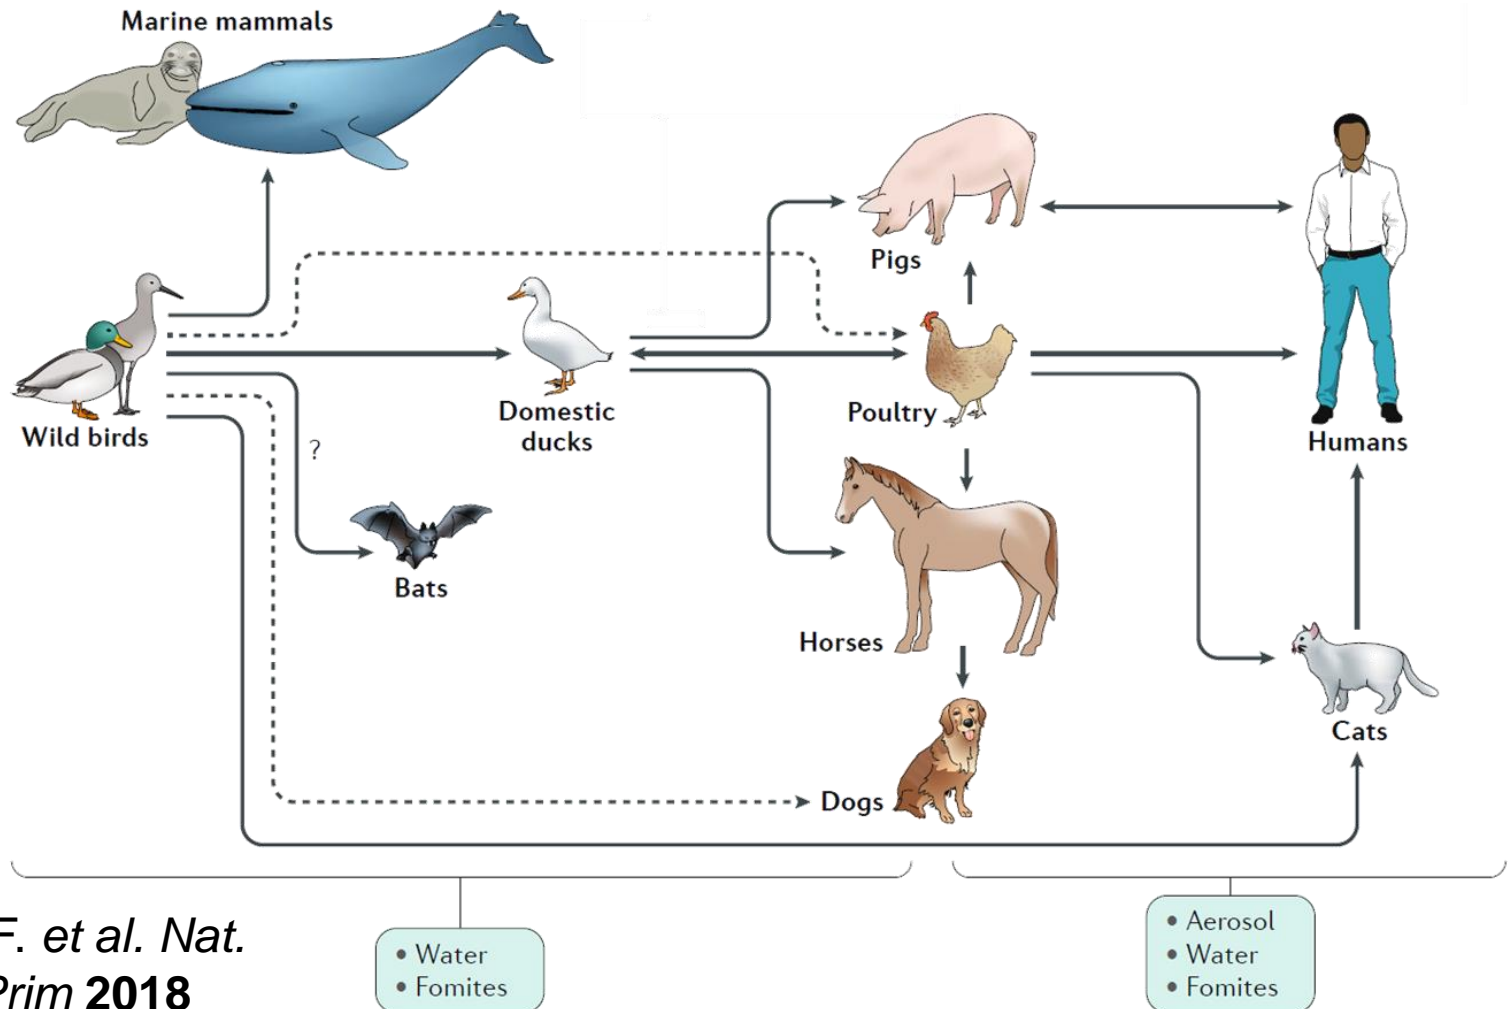 Marine mammals
Pigs
Poultry
Humans
Wild birds
Domestic
ducks
?
Bats
Horses
Cats
Dogs
F. et al. Nat.
Prim 2018
• Water
• Fomites
• Aerosol
• Water
• Fomites